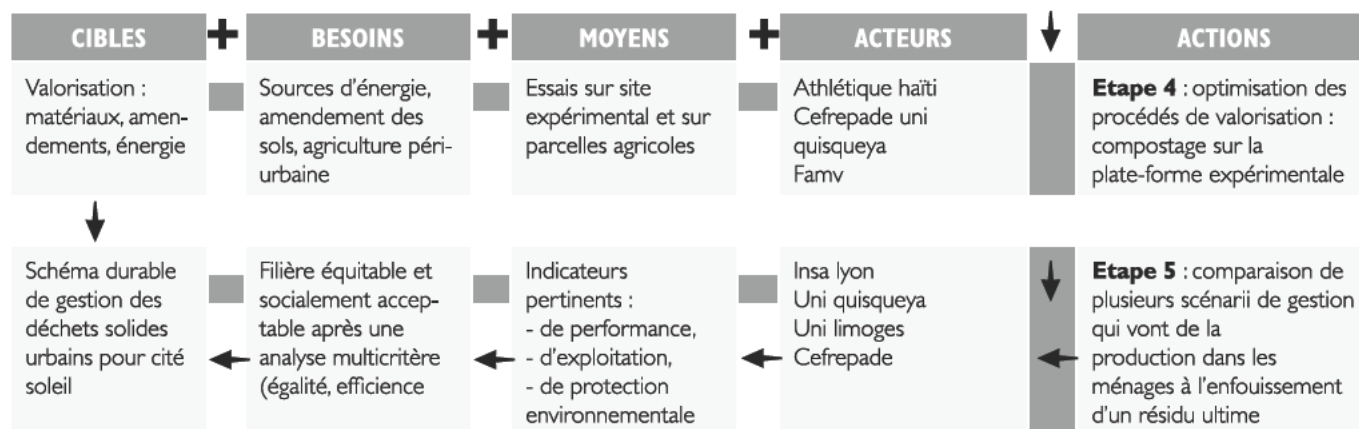 CIBLES
+
BESOINS
+
MOYENS
+
ACTEURS
ACTIONS
Valorisation :
matériaux, amen-
dements, énergie
Sources d'énergie,
amendement des
sols, agriculture péri-
urbaine
Essais sur site
expérimental et sur
parcelles agricoles
Athlétique haïti
Cefrepade uni
quisqueya
Famv
Etape 4 : optimisation des
procédés de valorisation :
compostage sur la
plate-forme expérimentale
Schéma durable
de gestion des
déchets solides
urbains pour cité
soleil
Filière équitable et
socialement accep-
table après une
analyse multicritère
(égalité, efficience
Indicateurs
pertinents :
- de performance,
- d'exploitation,
- de protection
environnementale
Insa lyon
Uni quisqueya
Uni limoges
Cefrepade
Etape 5 : comparaison de
plusieurs scénarii de gestion
qui vont de la
production dans les
ménages à l'enfouissement
d'un résidu ultime